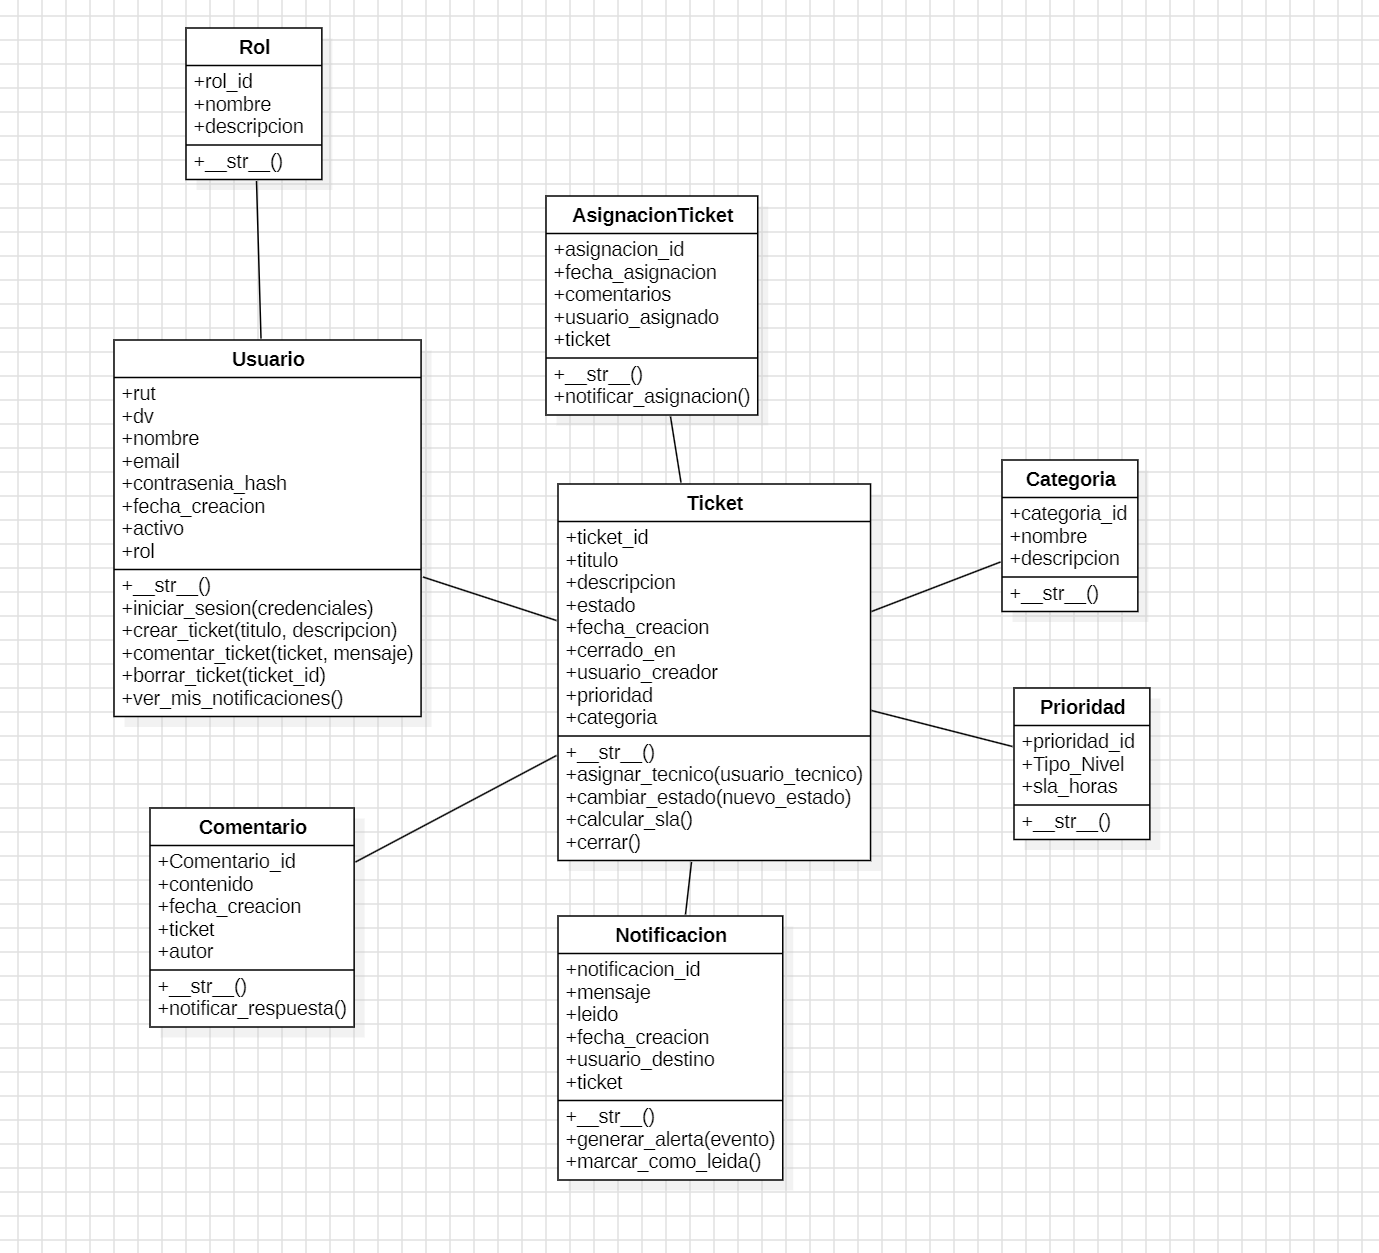 Rol
+rol_id
+nombre
+descripcion
+__str__()
AsignacionTicket
+asignacion_id
+fecha_asignacion
+comentarios
+usuario_asignado
+ticket
+__str__()
+notificar_asignacion()
Usuario
+rut
+dv
+nombre
+email
+contrasenia_hash
+fecha_creacion
+activo
+rol
+__str__()
+iniciar_sesion(credenciales)
+crear_ticket(titulo, descripcion)
+comentar_ticket(ticket, mensaje)
+borrar_ticket(ticket_id)
+ver_mis_notificaciones()
Ticket
+ticket_id
+titulo
+descripcion
+estado
+fecha_creacion
+cerrado_en
+usuario_creador
+prioridad
+categoria
+__str__()
+asignar_tecnico(usuario_tecnico)
+cambiar_estado(nuevo_estado)
+calcular_sla()
+cerrar()
Categoria
+categoria_id
+nombre
+descripcion
+__str__()
Prioridad
+prioridad_id
+Tipo_Nivel
+sla_horas
+__str__()
Comentario
+Comentario_id
+contenido
+fecha_creacion
+ticket
+autor
+__str__()
+notificar_respuesta()
Notificacion
+notificacion_id
+mensaje
+leido
+fecha_creacion
+usuario_destino
+ticket
+__str__()
+generar_alerta(evento)
+marcar_como_leida()